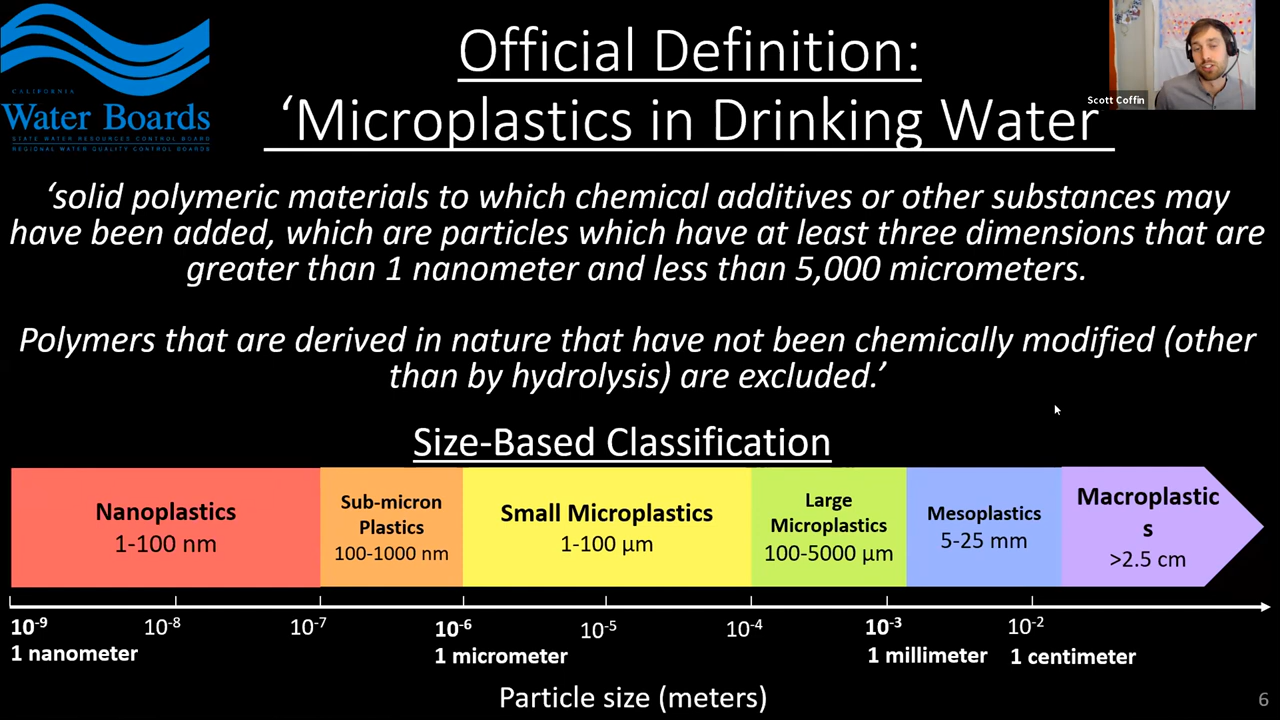 CALIFORNIA
Water Boards
STATE WATER RESOURCES CONTROL BOARD
REGIONAL WATER QUALITY CONTROL BOARDS
Official Definition:
‘Microplastics in Drinking Water
Scott Coffin
‘solid polymeric materials to which chemical additives or other substances may
have been added, which are particles which have at least three dimensions that are
greater than 1 nanometer and less than 5,000 micrometers.
Polymers that are derived in nature that have not been chemically modified (other
than by hydrolysis) are excluded.’
Size-Based Classification
Nanoplastics
1-100 nm
Sub-micron
Plastics
100-1000 nm
Small Microplastics
1-100 µm
Large
Microplastics
100-5000 µm
Mesoplastics
5-25 mm
Macroplastic
s
>2.5 cm
10⁻⁹ 10⁻⁸ 10⁻⁷ 10⁻⁶ 10⁻⁵ 10⁻⁴ 10⁻³ 10⁻²
1 nanometer 1 micrometer 1 millimeter 1 centimeter
Particle size (meters)
6